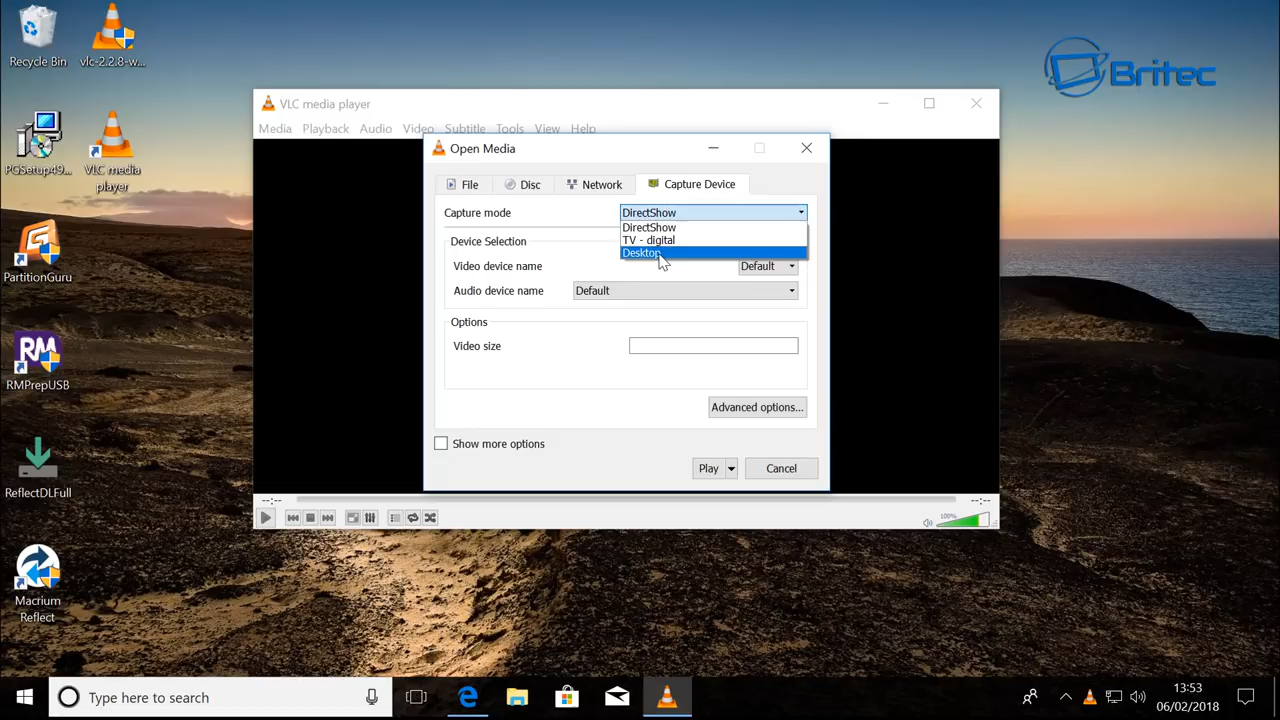 Recycle Bin
vlc-2.2.8-w...
PGSetup49...
VLC media
player
PartitionGuru
RM
RMPrepUSB
ReflectDLFull
Macrium
Reflect
Britec
VLC media player
Media Playback Audio Video Subtitle Tools View Help
Open Media
File Disc Network Capture Device
Capture mode DirectShow
DirectShow
TV - digital
Desktop
Device Selection
Video device name Default
Audio device name Default
Options
Video size
Advanced options...
Show more options
Play Cancel
--:-- --:--
100%
Type here to search
13:53
06/02/2018